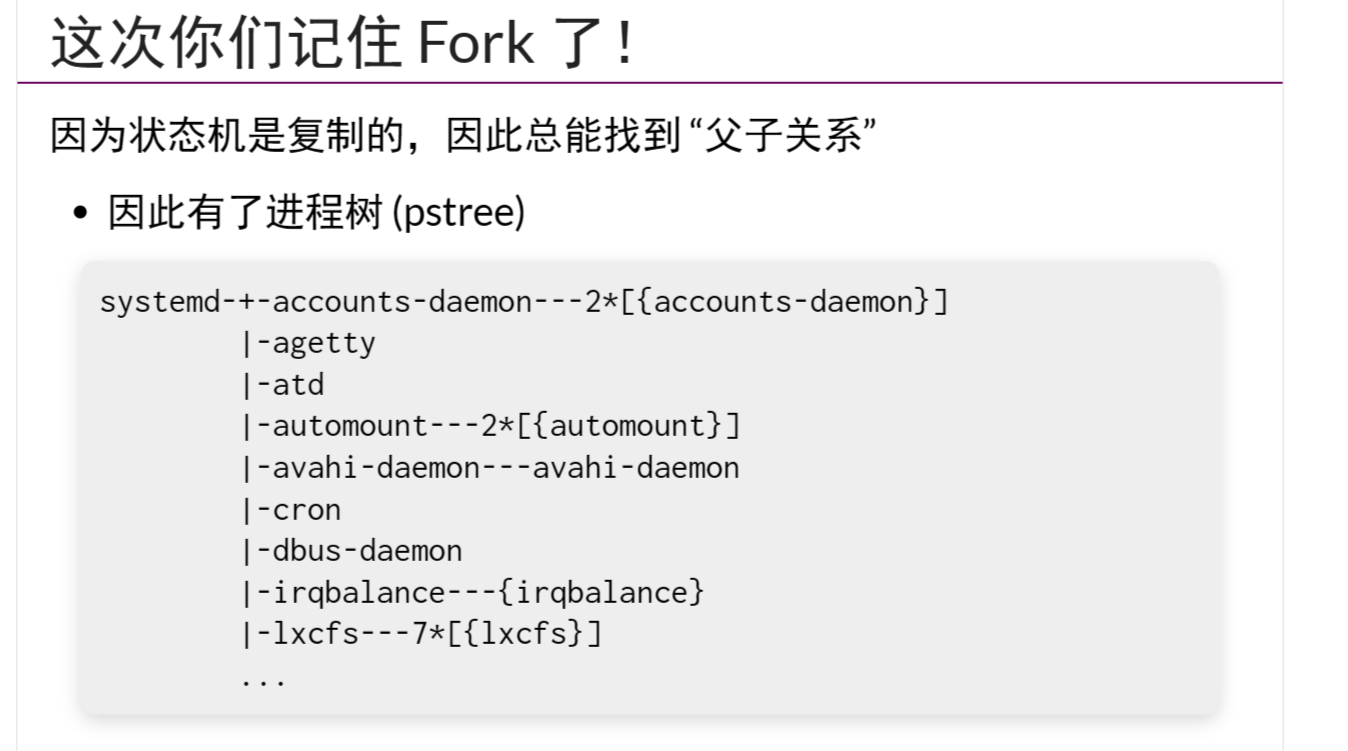 这次你们记住 Fork 了！
因为状态机是复制的，因此总能找到“父子关系”
• 因此有了进程树 (pstree)
systemd-+-accounts-daemon---2*[{accounts-daemon}]
        |-agetty
        |-atd
        |-automount---2*[{automount}]
        |-avahi-daemon---avahi-daemon
        |-cron
        |-dbus-daemon
        |-irqbalance---{irqbalance}
        |-lxcfs---7*[{lxcfs}]
        ...